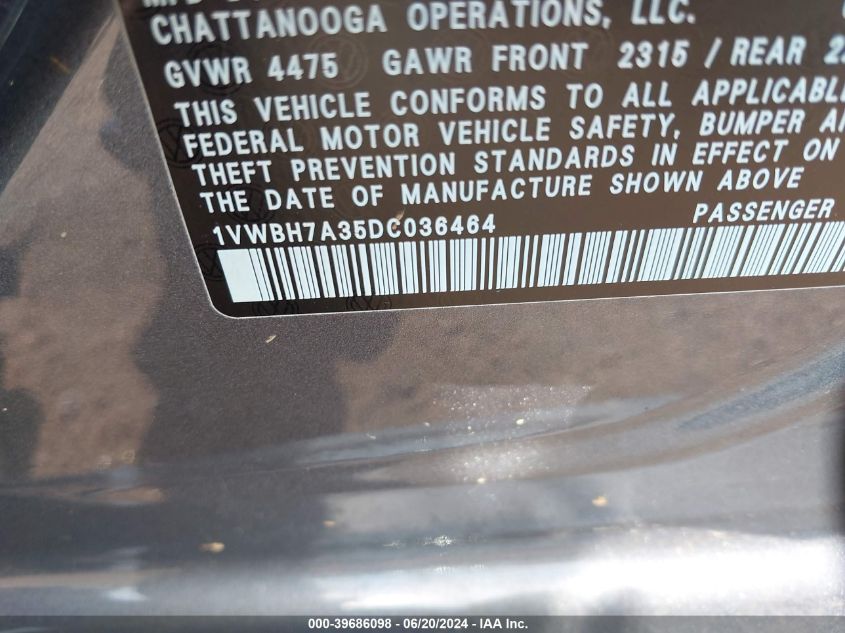 CHATTANOOGA OPERATIONS, LLC.
GVWR 4475 GAWR FRONT 2315 / REAR
THIS VEHICLE CONFORMS TO ALL
FEDERAL MOTOR VEHICLE SAFETY, BUMPER
THEFT PREVENTION STANDARDS IN EFFECT ON
THE DATE OF MANUFACTURE SHOWN ABOVE
1VWBH7A35DC036464 PASSENGER
000-39686098 - 06/20/2024 - IAA Inc.